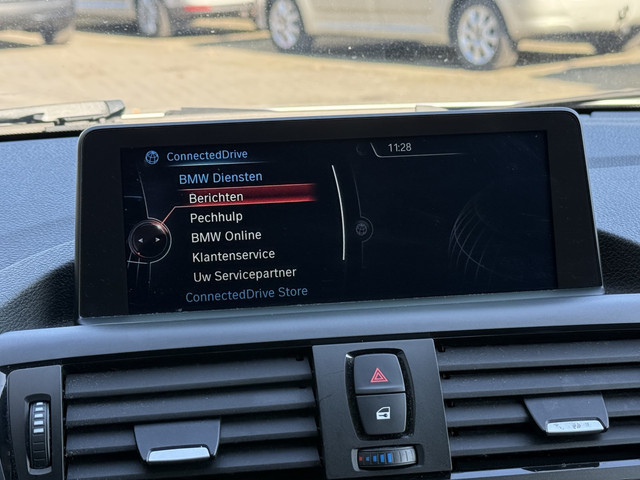 ConnectedDrive
11:28
BMW Diensten
Berichten
Pechhulp
BMW Online
Klantenservice
Uw Servicepartner
ConnectedDrive Store